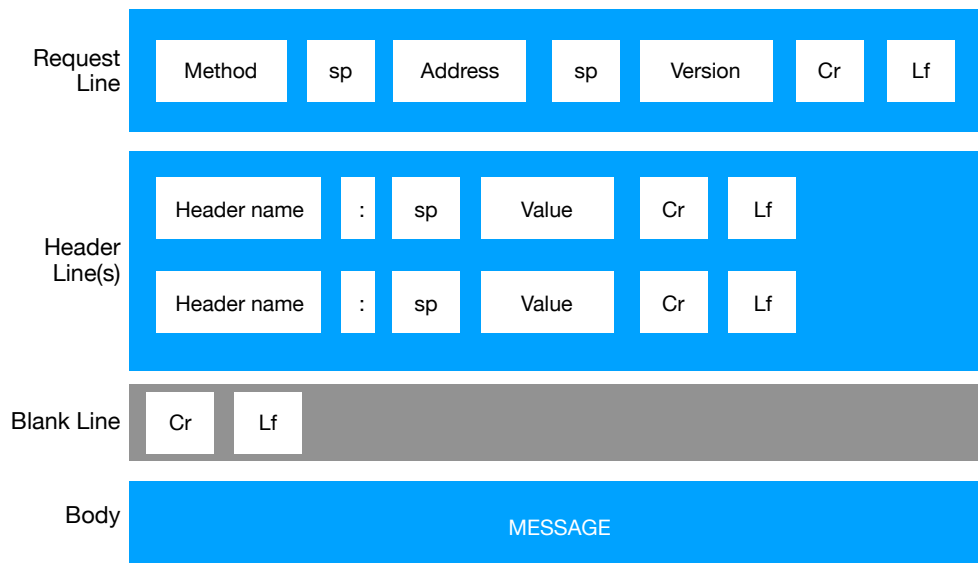 Request
Line
Method sp Address sp Version Cr Lf
Header
Line(s)
Header name : sp Value Cr Lf
Header name : sp Value Cr Lf
Blank Line
Cr Lf
Body
MESSAGE